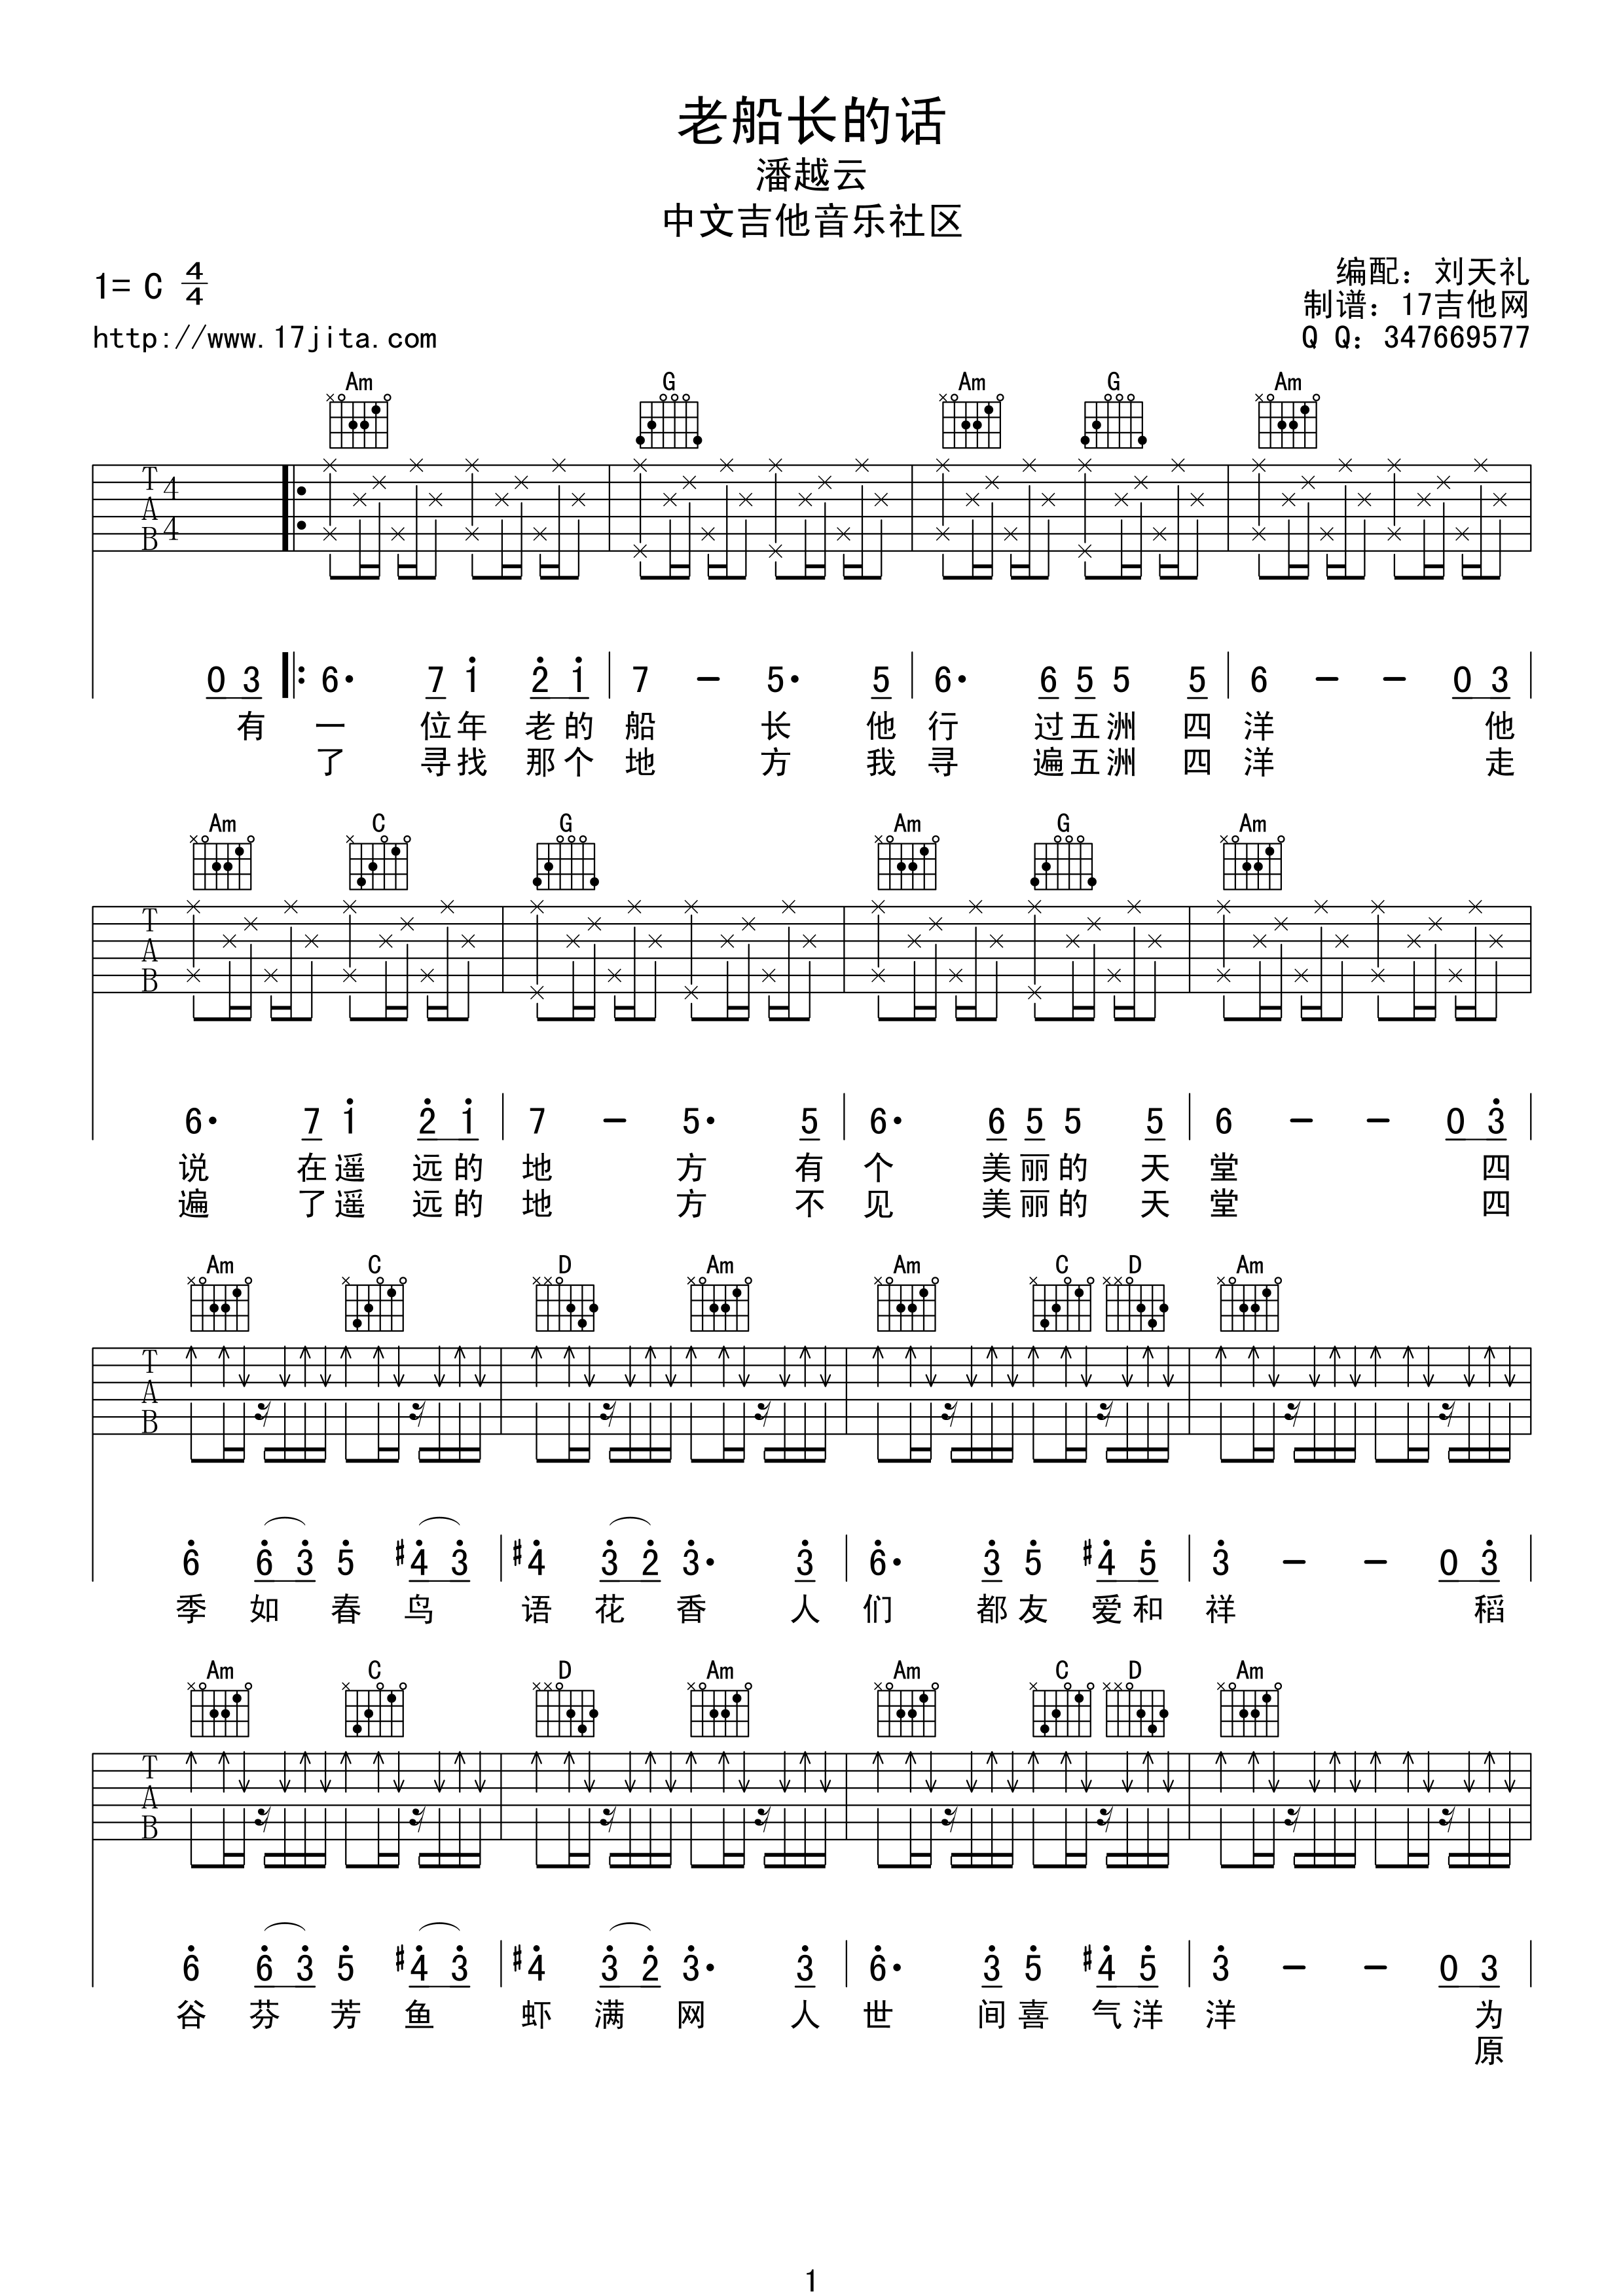 老船长的话
潘越云
中文吉他音乐社区
1= C 4/4
编配：刘天礼
制谱：17吉他网
http://www.17jita.com
Q Q：347669577
Am G Am G Am
T A B 4 4
0 3 6· 7 1 2 1 7 - 5· 5 6· 6 5 5 5 6 - - 0 3
有 一 位 年 老 的 船 长 他 行 过 五 洲 四 洋 他
了 寻 找 那 个 地 方 我 寻 遍 五 洲 四 洋 走
Am C G Am G Am
T A B
6· 7 1 2 1 7 - 5· 5 6· 6 5 5 5 6 - - 0 3
说 在 遥 远 的 地 方 有 个 美 丽 的 天 堂 四
遍 了 遥 远 的 地 方 不 见 美 丽 的 天 堂 四
Am C D Am Am C D Am
T A B
6 6 3 5 #4 3 #4 3 2 3· 3 6· 3 5 #4 5 3 - - 0 3
季 如 春 鸟 语 花 香 人 们 都 友 爱 和 祥 稻
Am C D Am Am C D Am
T A B
6 6 3 5 #4 3 #4 3 2 3· 3 6· 3 5 #4 5 3 - - 0 3
谷 芬 芳 鱼 虾 满 网 人 世 间 喜 气 洋 洋 为
原
1